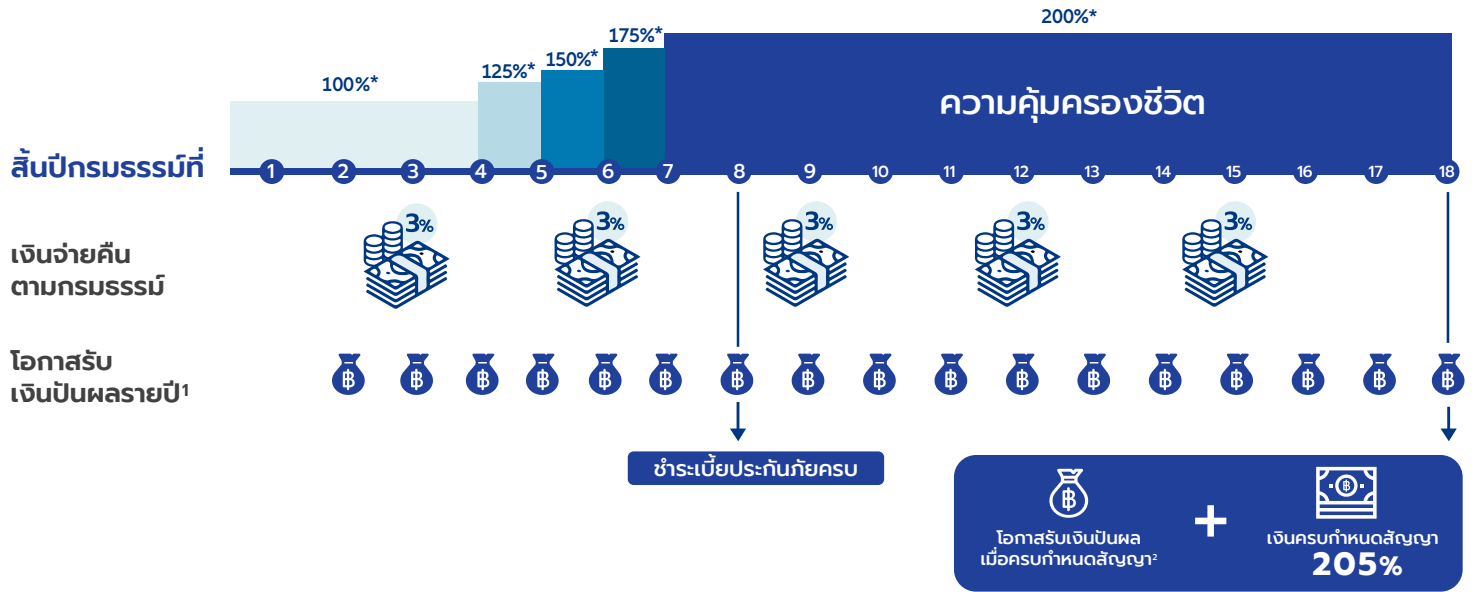 200%*
175%*
150%*
125%*
100%*
ความคุ้มครองชีวิต
สิ้นปีกรมธรรม์ที่
1 2 3 4 5 6 7 8 9 10 11 12 13 14 15 16 17 18
3% 3% 3% 3% 3%
เงินจ่ายคืน
ตามกรมธรรม์
โอกาสรับ
เงินปันผลรายปี¹
ชำระเบี้ยประกันภัยครบ
โอกาสรับเงินปันผล
เมื่อครบกำหนดสัญญา²
+
เงินครบกำหนดสัญญา
205%